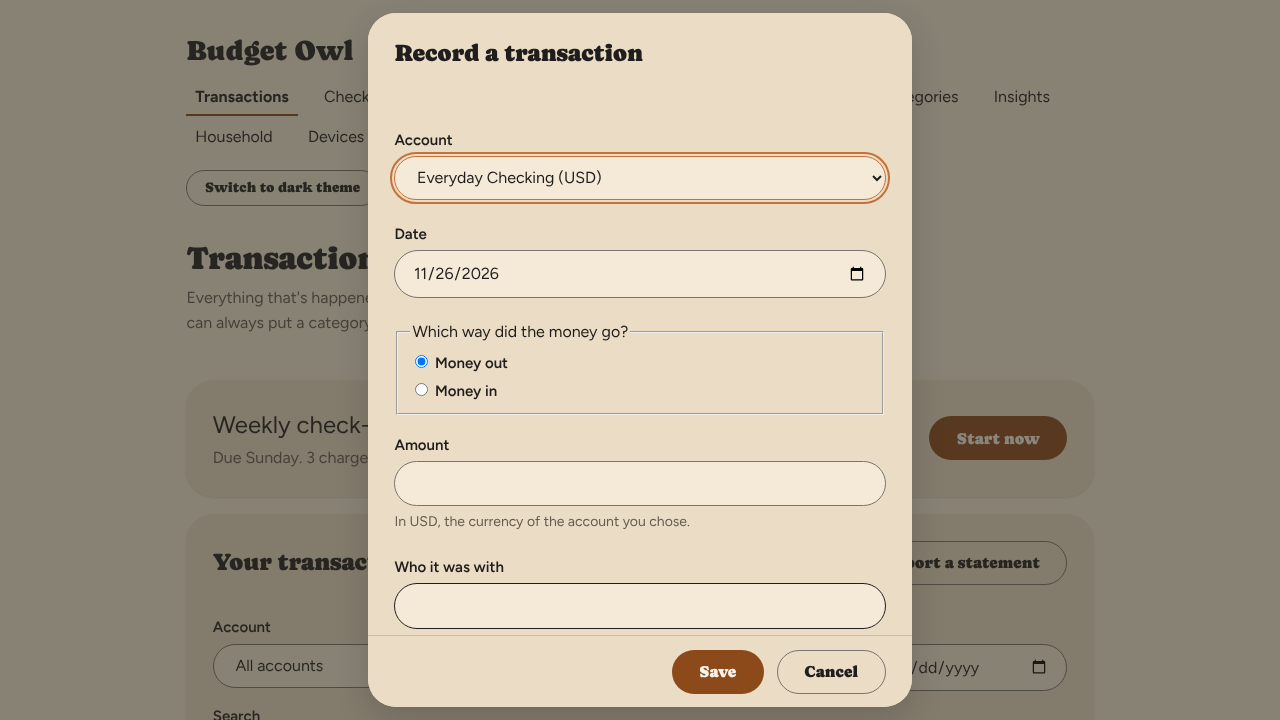 Budget Owl
Transactions
Check
egories
Insights
Household
Devices
Switch to dark theme
Transaction
Everything that's happene
can always put a category
Weekly check-
Due Sunday. 3 charge
Start now
Your transac
port a statement
Account
All accounts
/dd/yyyy
Search
Record a transaction
Account
Everyday Checking (USD)
Date
11/26/2026
Which way did the money go?
Money out
Money in
Amount
In USD, the currency of the account you chose.
Who it was with
Save
Cancel